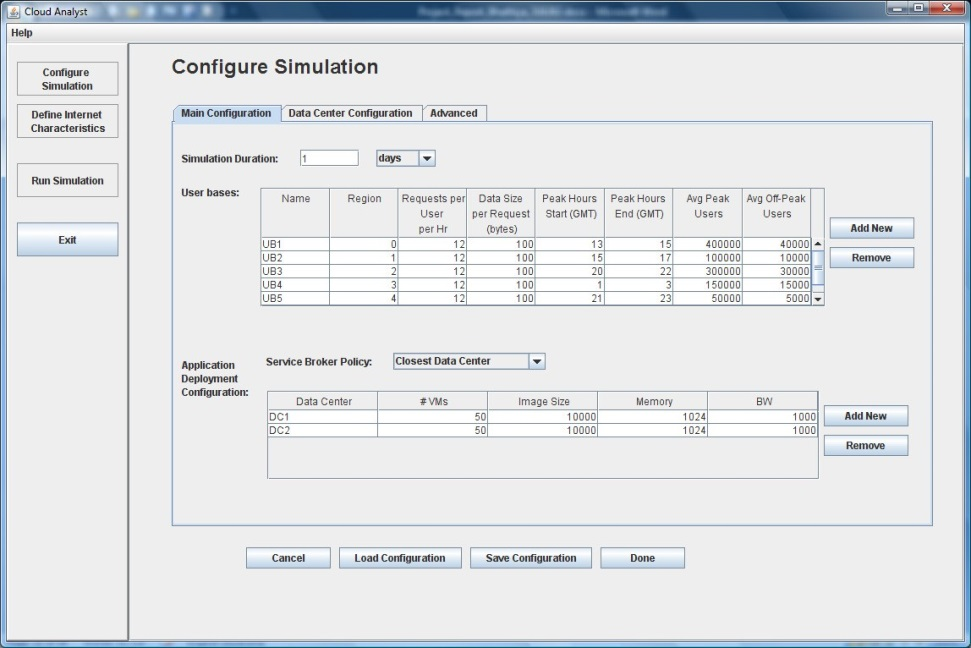 Cloud Analyst
Help
Configure
Simulation
Define Internet
Characteristics
Run Simulation
Exit
Configure Simulation
Main Configuration Data Center Configuration Advanced
Simulation Duration: 1 days
User bases:
Name Region Requests per User per Hr Data Size per Request (bytes) Peak Hours Start (GMT) Peak Hours End (GMT) Avg Peak Users Avg Off-Peak Users
UB1 0 12 100 13 15 400000 40000
UB2 1 12 100 15 17 100000 10000
UB3 2 12 100 20 22 300000 30000
UB4 3 12 100 1 3 150000 15000
UB5 4 12 100 21 23 50000 5000
Add New
Remove
Application
Deployment
Configuration:
Service Broker Policy: Closest Data Center
Data Center # VMs Image Size Memory BW
DC1 50 10000 1024 1000
DC2 50 10000 1024 1000
Add New
Remove
Cancel Load Configuration Save Configuration Done